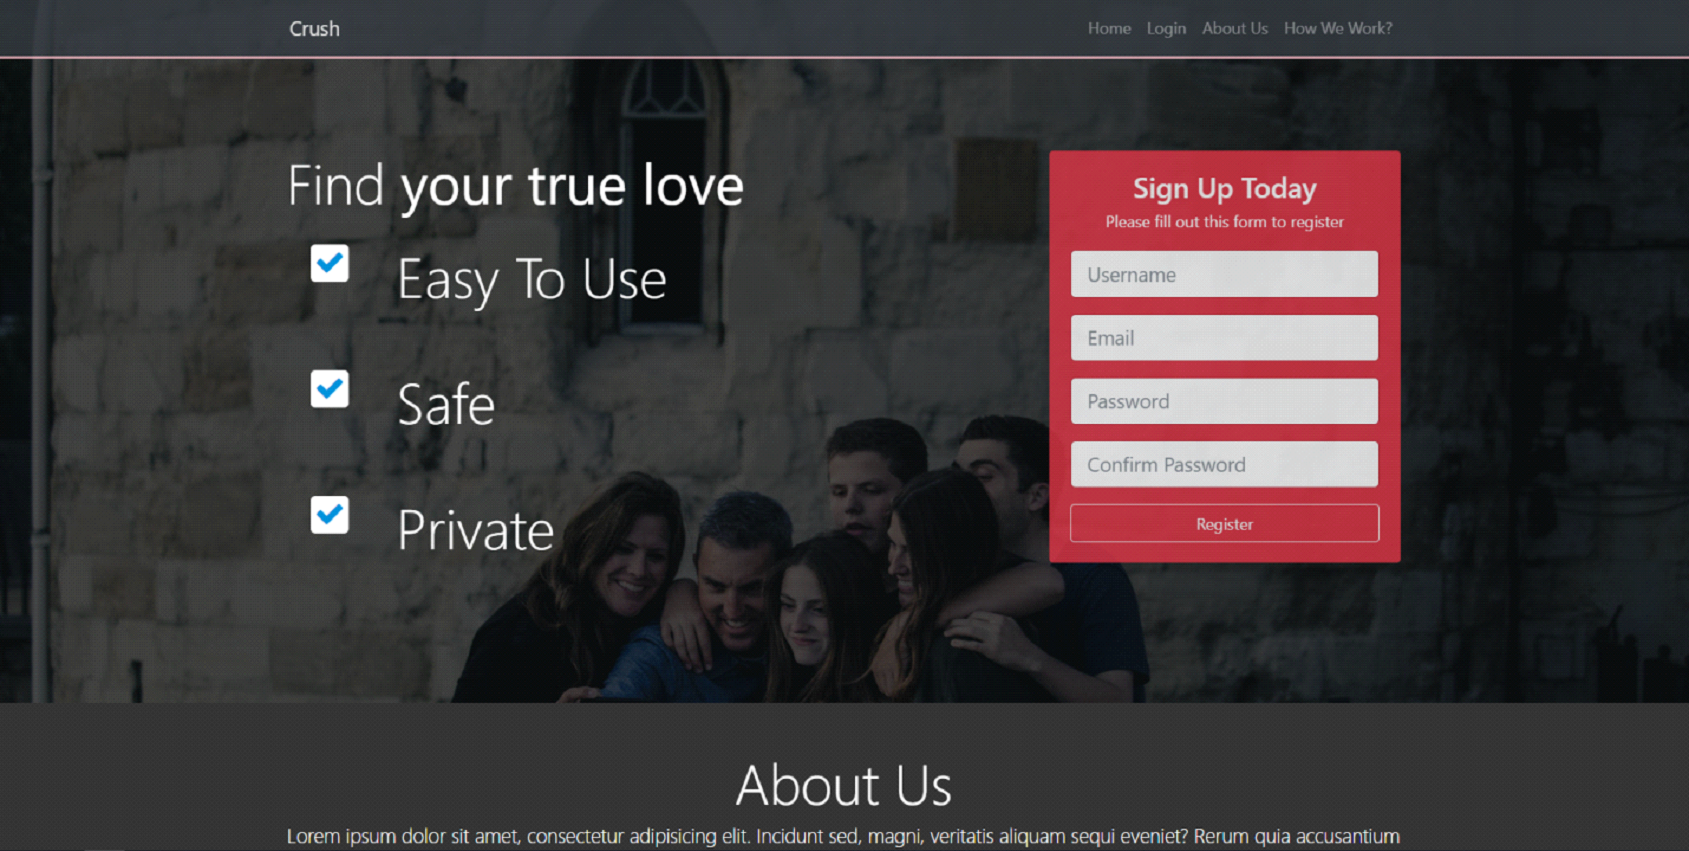 Crush
Home Login About Us How We Work?
Find your true love
Easy To Use
Safe
Private
Sign Up Today
Please fill out this form to register
Username
Email
Password
Confirm Password
Register
About Us
Lorem ipsum dolor sit amet, consectetur adipisicing elit. Incidunt sed, magni, veritatis aliquam sequi eveniet? Rerum quia accusantium